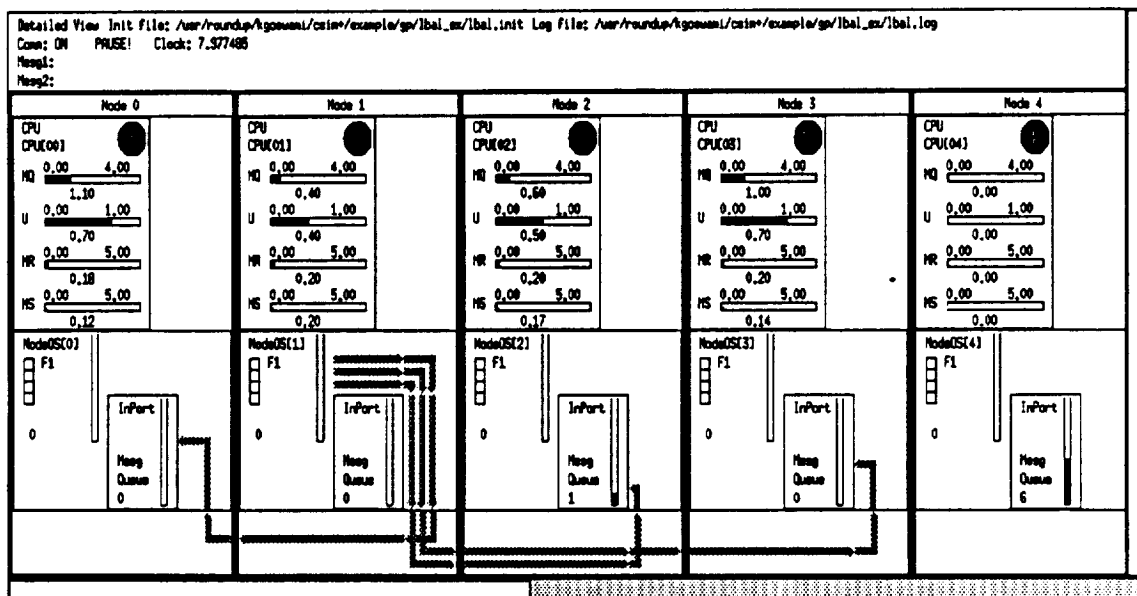 Detailed View Init File: /usr/roundup/kgoswami/csim+/example/gp/lbal_ex/lbal.init Log File: /usr/roundup/kgoswami/csim+/example/gp/lbal_ex/lbal.log
Comm: ON PAUSE! Clock: 7.977485
Mesg1:
Mesg2:
Node 0 Node 1 Node 2 Node 3 Node 4
CPU CPU CPU CPU CPU
CPU[00] CPU[01] CPU[02] CPU[03] CPU[04]
0.00 4.00 0.00 4.00 0.00 4.00 0.00 4.00 0.00 4.00
MQ MQ MQ MQ MQ
1.10 0.40 0.60 1.00 0.00
0.00 1.00 0.00 1.00 0.00 1.00 0.00 1.00 0.00 1.00
U U U U U
0.70 0.40 0.50 0.70 0.00
0.00 5.00 0.00 5.00 0.00 5.00 0.00 5.00 0.00 5.00
MR MR MR MR MR
0.18 0.20 0.20 0.20 0.00
0.00 5.00 0.00 5.00 0.00 5.00 0.00 5.00 0.00 5.00
MS MS MS MS MS
0.12 0.20 0.17 0.14 0.00
NodeOS[0] NodeOS[1] NodeOS[2] NodeOS[3] NodeOS[4]
F1 F1 F1 F1 F1
InPort InPort InPort InPort InPort
0 0 0 0 0
Mesg Mesg Mesg Mesg Mesg
Queue Queue Queue Queue Queue
0 0 1 0 6